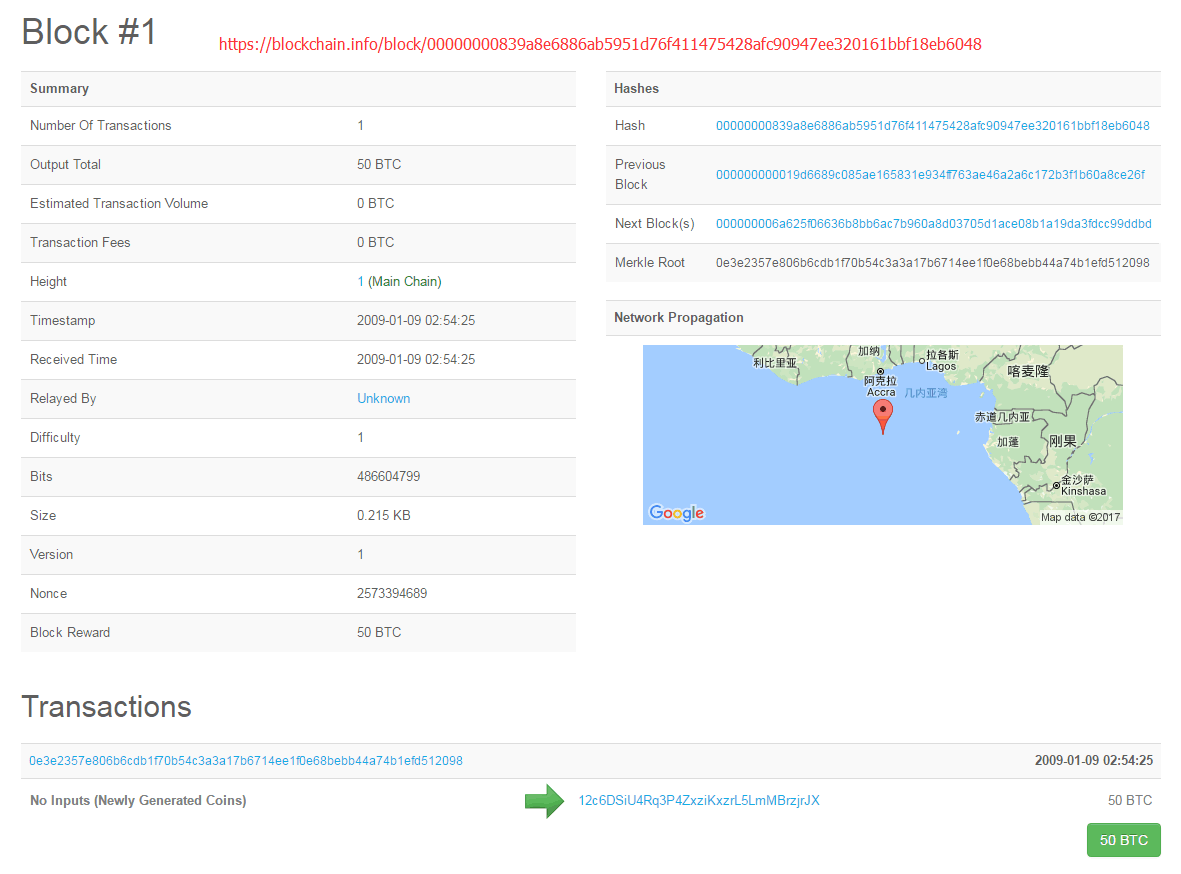 Block #1
https://blockchain.info/block/00000000839a8e6886ab5951d76f411475428afc90947ee320161bbf18eb6048
Summary
Number Of Transactions 1
Output Total 50 BTC
Estimated Transaction Volume 0 BTC
Transaction Fees 0 BTC
Height 1 (Main Chain)
Timestamp 2009-01-09 02:54:25
Received Time 2009-01-09 02:54:25
Relayed By Unknown
Difficulty 1
Bits 486604799
Size 0.215 KB
Version 1
Nonce 2573394689
Block Reward 50 BTC
Hashes
Hash 00000000839a8e6886ab5951d76f411475428afc90947ee320161bbf18eb6048
Previous
Block 000000000019d6689c085ae165831e934ff763ae46a2a6c172b3f1b60a8ce26f
Next Block(s) 000000006a625f06636b8bb6ac7b960a8d03705d1ace08b1a19da3fdcc99ddbd
Merkle Root 0e3e2357e806b6cdb1f70b54c3a3a17b6714ee1f0e68bebb44a74b1efd512098
Network Propagation
利比里亚
加纳
拉各斯
Lagos
喀麦隆
阿克拉
Accra
几内亚湾
赤道几内亚
加蓬
刚果
金沙萨
Kinshasa
Google
Map data ©2017
Transactions
0e3e2357e806b6cdb1f70b54c3a3a17b6714ee1f0e68bebb44a74b1efd512098 2009-01-09 02:54:25
No Inputs (Newly Generated Coins) 12c6DSiU4Rq3P4ZxziKxzrL5LmMBrzjrJX 50 BTC
50 BTC